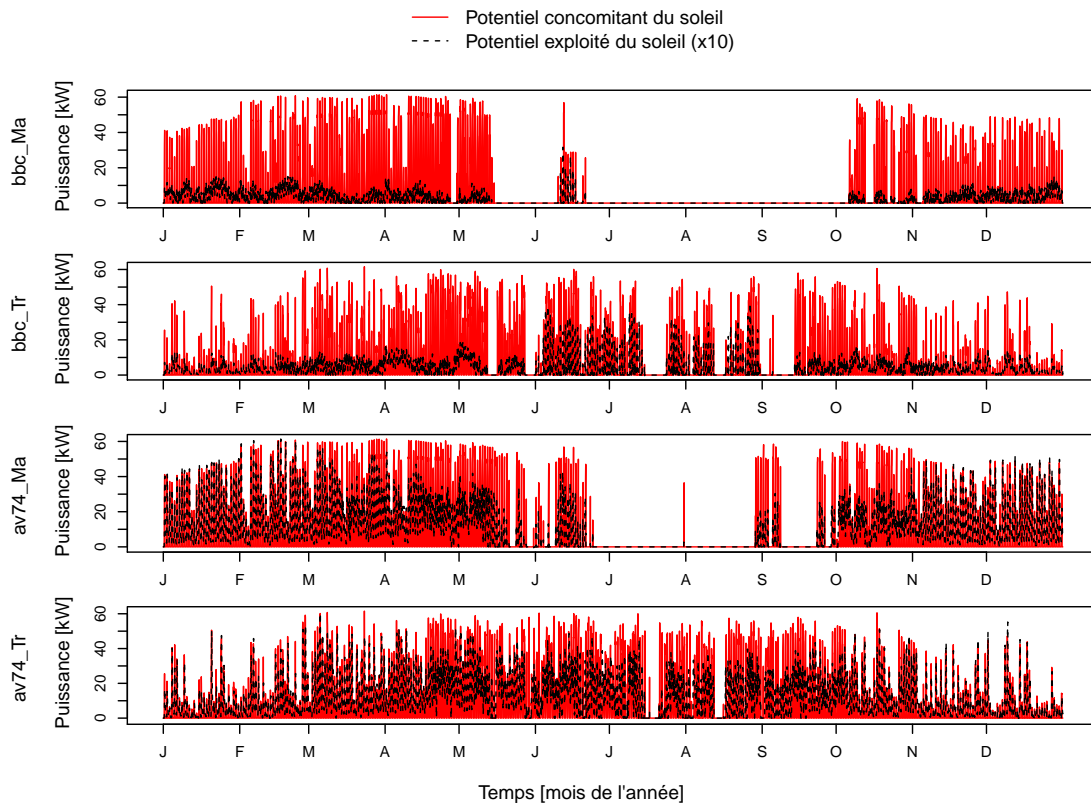 Potentiel concomitant du soleil
Potentiel exploité du soleil (x10)
bbc_Ma
Puissance [kW]
60
40
20
0
J F M A M J J A S O N D
bbc_Tr
Puissance [kW]
60
40
20
0
J F M A M J J A S O N D
av74_Ma
Puissance [kW]
60
40
20
0
J F M A M J J A S O N D
av74_Tr
Puissance [kW]
60
40
20
0
J F M A M J J A S O N D
Temps [mois de l'année]